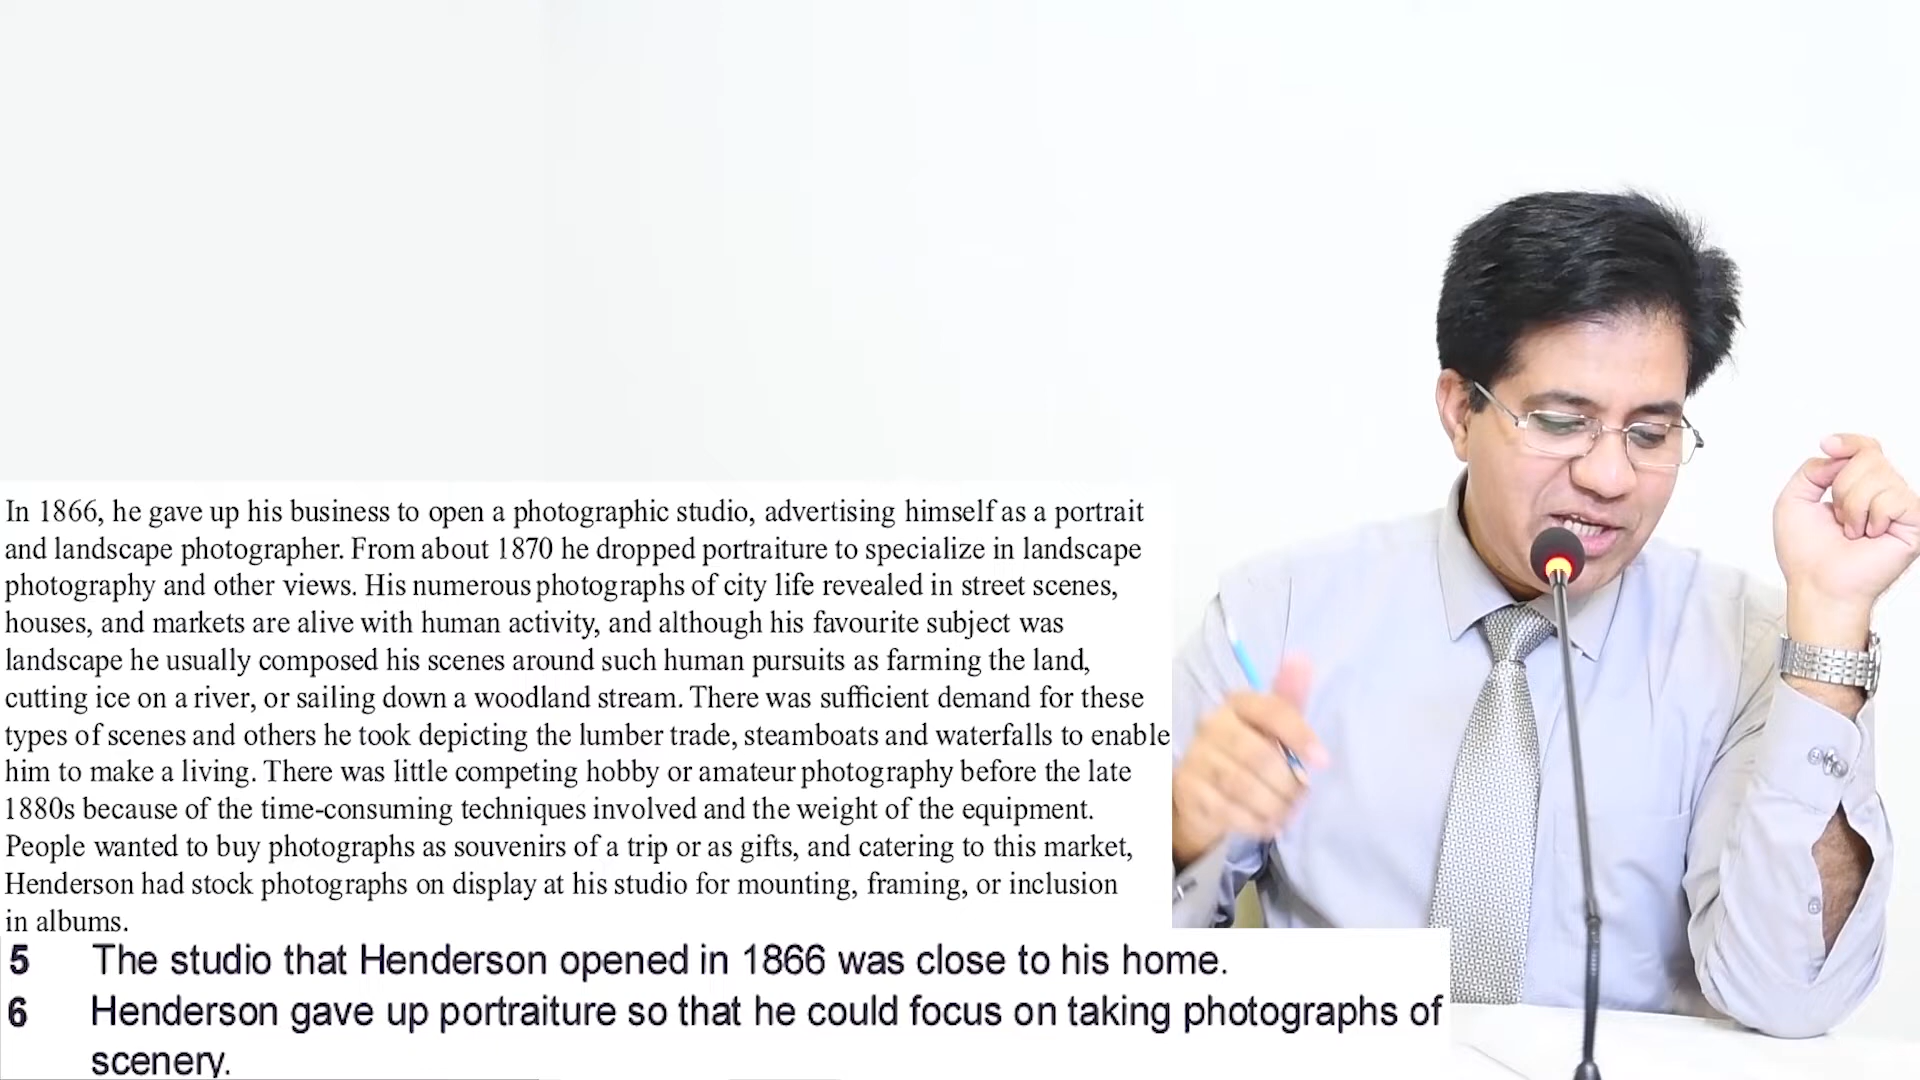 In 1866, he gave up his business to open a photographic studio, advertising himself as a portrait
and landscape photographer. From about 1870 he dropped portraiture to specialize in landscape
photography and other views. His numerous photographs of city life revealed in street scenes,
houses, and markets are alive with human activity, and although his favourite subject was
landscape he usually composed his scenes around such human pursuits as farming the land,
cutting ice on a river, or sailing down a woodland stream. There was sufficient demand for these
types of scenes and others he took depicting the lumber trade, steamboats and waterfalls to enable
him to make a living. There was little competing hobby or amateur photography before the late
1880s because of the time-consuming techniques involved and the weight of the equipment.
People wanted to buy photographs as souvenirs of a trip or as gifts, and catering to this market,
Henderson had stock photographs on display at his studio for mounting, framing, or inclusion
in albums.
5 The studio that Henderson opened in 1866 was close to his home.
6 Henderson gave up portraiture so that he could focus on taking photographs of
scenery.